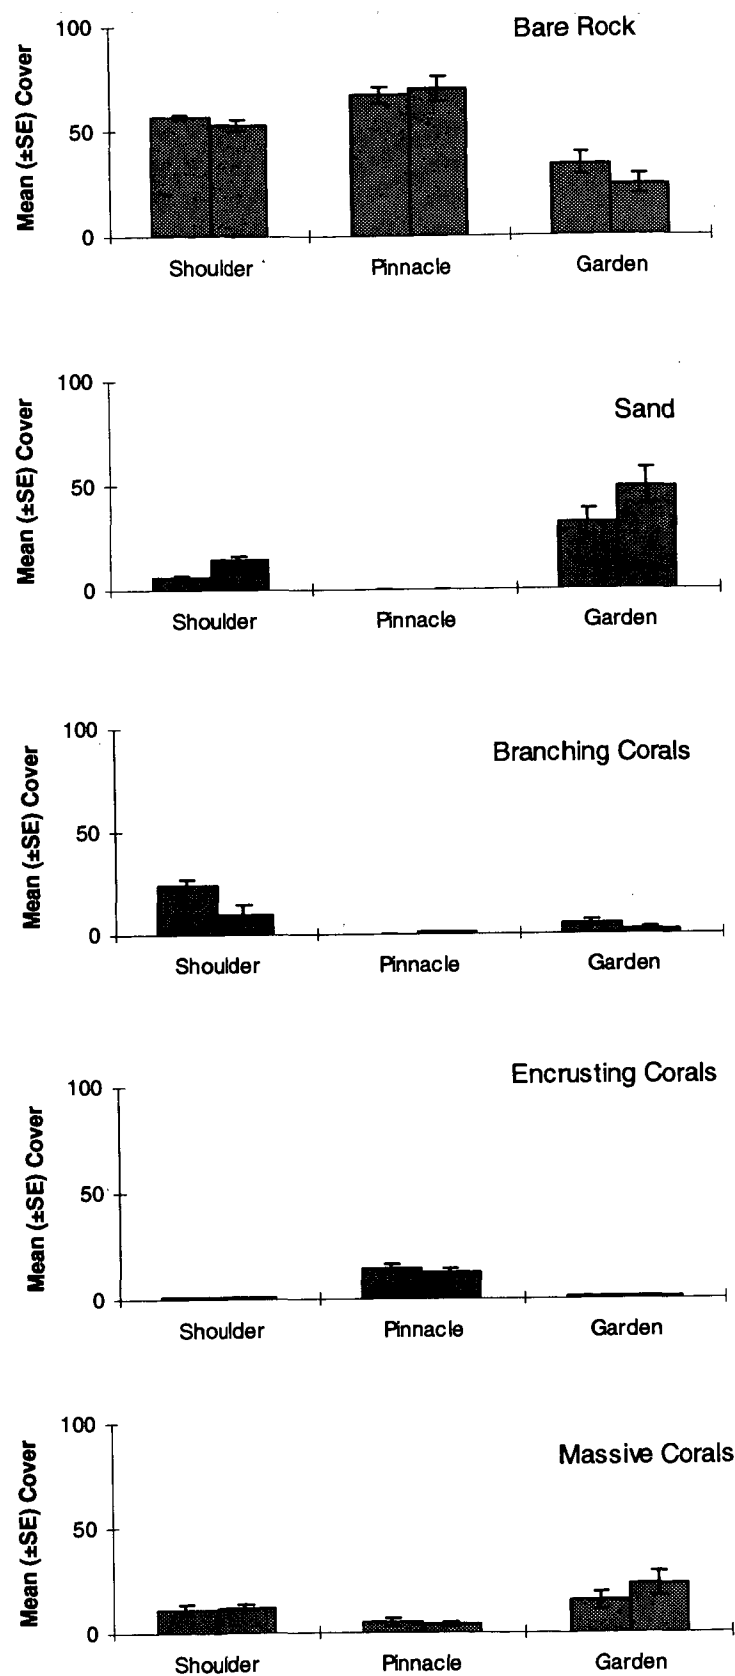 Bare Rock
Mean (±SE) Cover
100
50
0
Shoulder Pinnacle Garden
Sand
Mean (±SE) Cover
100
50
0
Shoulder Pinnacle Garden
Branching Corals
Mean (±SE) Cover
100
50
0
Shoulder Pinnacle Garden
Encrusting Corals
Mean (±SE) Cover
100
50
0
Shoulder Pinnacle Garden
Massive Corals
Mean (±SE) Cover
100
50
0
Shoulder Pinnacle Garden